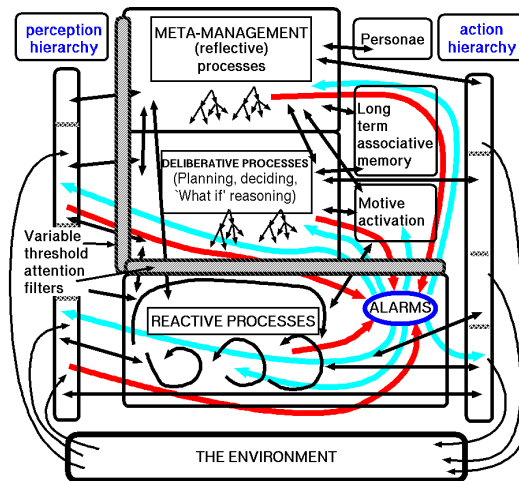 perception
hierarchy
META-MANAGEMENT
(reflective)
processes
Personae
action
hierarchy
Long
term
associative
memory
DELIBERATIVE PROCESSES
(Planning, deciding,
`What if' reasoning)
Motive
activation
Variable
threshold
attention
filters
REACTIVE PROCESSES
ALARMS
THE ENVIRONMENT